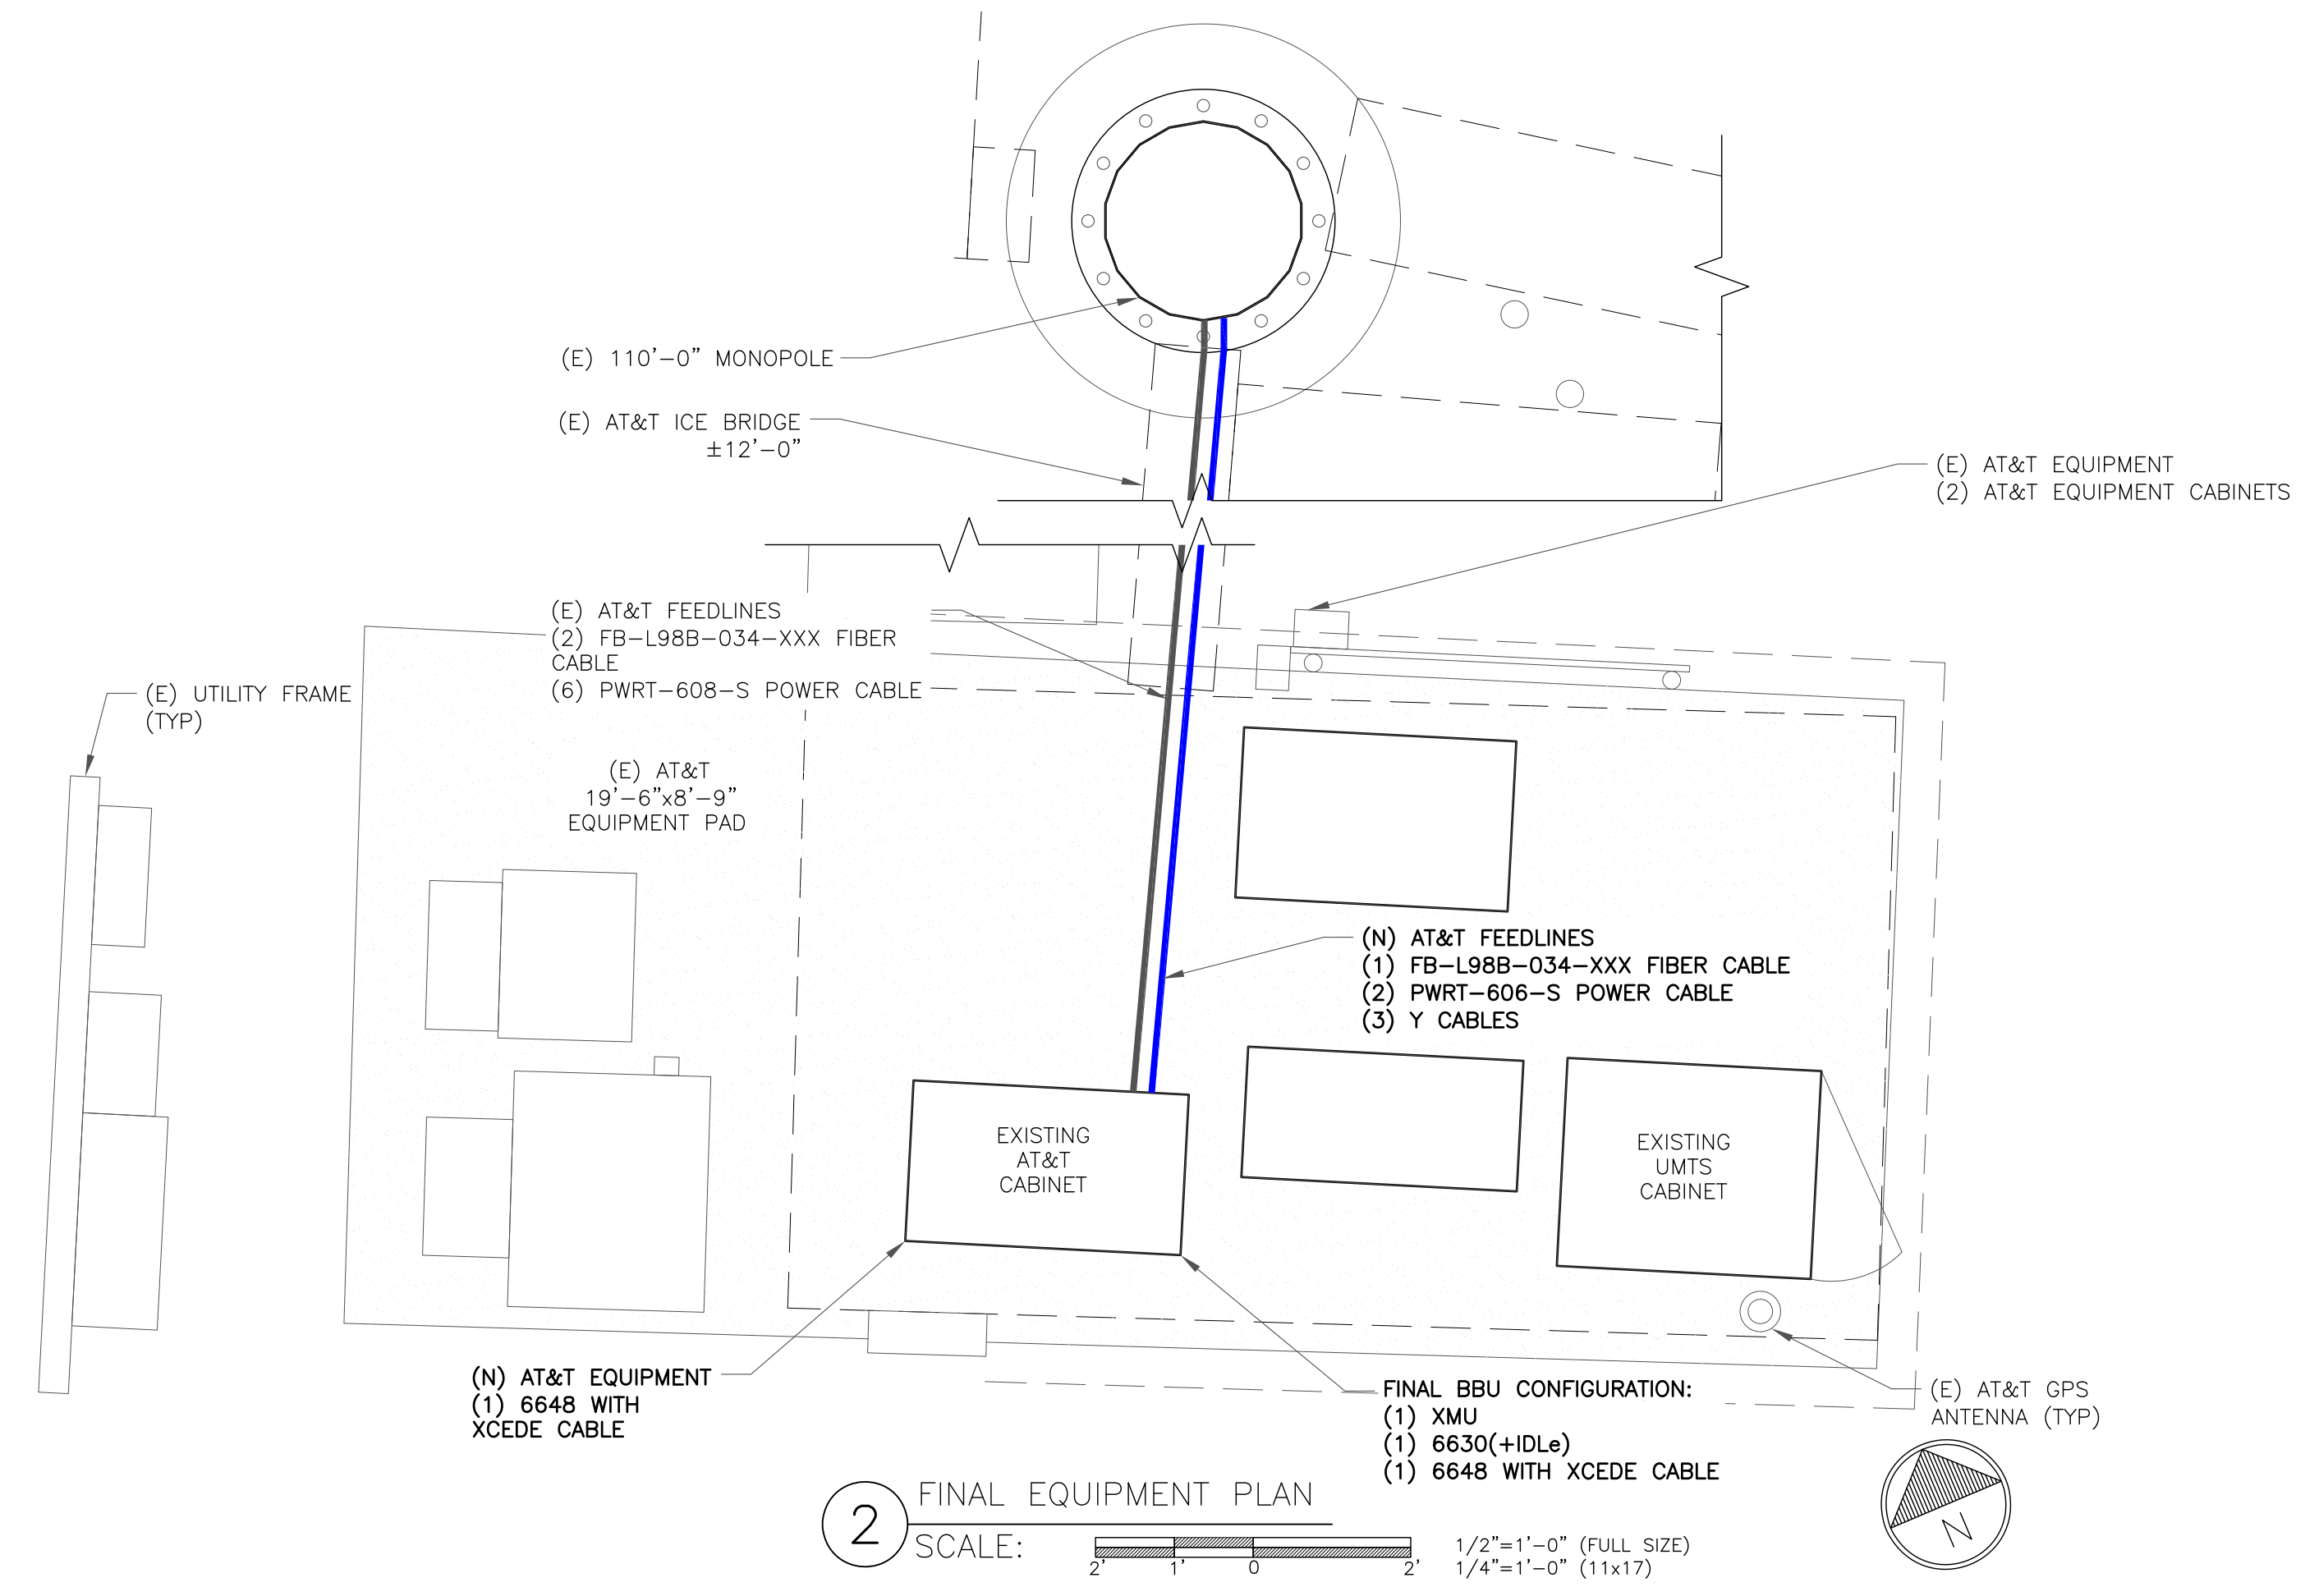 (E) 110'-0" MONOPOLE
(E) AT&T ICE BRIDGE
±12'-0"
(E) AT&T EQUIPMENT
(2) AT&T EQUIPMENT CABINETS
(E) AT&T FEEDLINES
(2) FB-L98B-034-XXX FIBER
CABLE
(6) PWRT-608-S POWER CABLE
(E) UTILITY FRAME
(TYP)
(E) AT&T
19'-6"x8'-9"
EQUIPMENT PAD
(N) AT&T FEEDLINES
(1) FB-L98B-034-XXX FIBER CABLE
(2) PWRT-606-S POWER CABLE
(3) Y CABLES
EXISTING
AT&T
CABINET
EXISTING
UMTS
CABINET
(N) AT&T EQUIPMENT
(1) 6648 WITH
XCEDE CABLE
FINAL BBU CONFIGURATION:
(1) XMU
(1) 6630(+IDLe)
(1) 6648 WITH XCEDE CABLE
(E) AT&T GPS
ANTENNA (TYP)
N
2
FINAL EQUIPMENT PLAN
SCALE:
2' 1' 0 2'
1/2"=1'-0" (FULL SIZE)
1/4"=1'-0" (11x17)